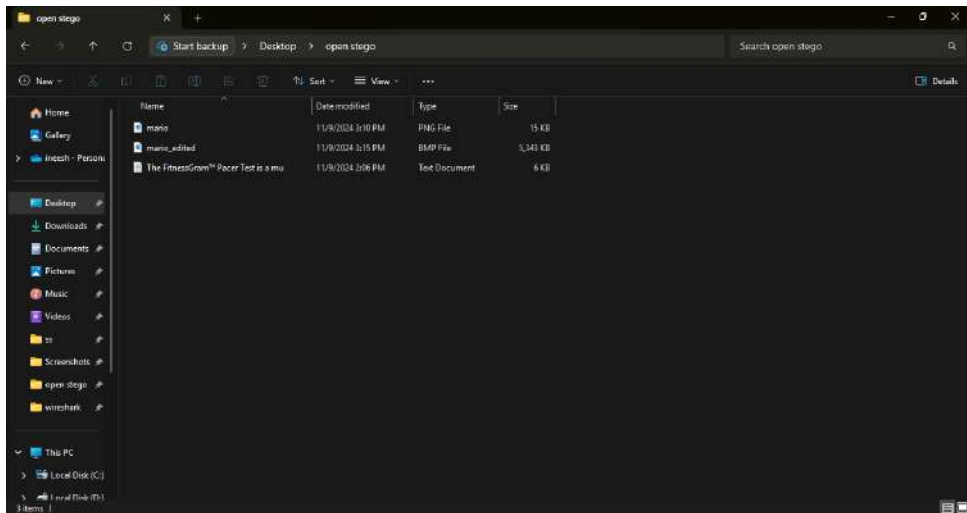 open stego
Start backup > Desktop > open stego
Search open stego
New
Sort
View
Details
Name
Date modified
Type
Size
mario
11/9/2024 3:10 PM
PNG File
15 KB
mario_edited
11/9/2024 3:15 PM
BMP File
5,343 KB
The FitnessGram™ Pacer Test is a mu
11/9/2024 2:06 PM
Text Document
6 KB
Home
Gallery
ineesh - Persona
Desktop
Downloads
Documents
Pictures
Music
Videos
ss
Screenshots
open stego
wireshark
This PC
Local Disk (C:)
Local Disk (D:)
3 items